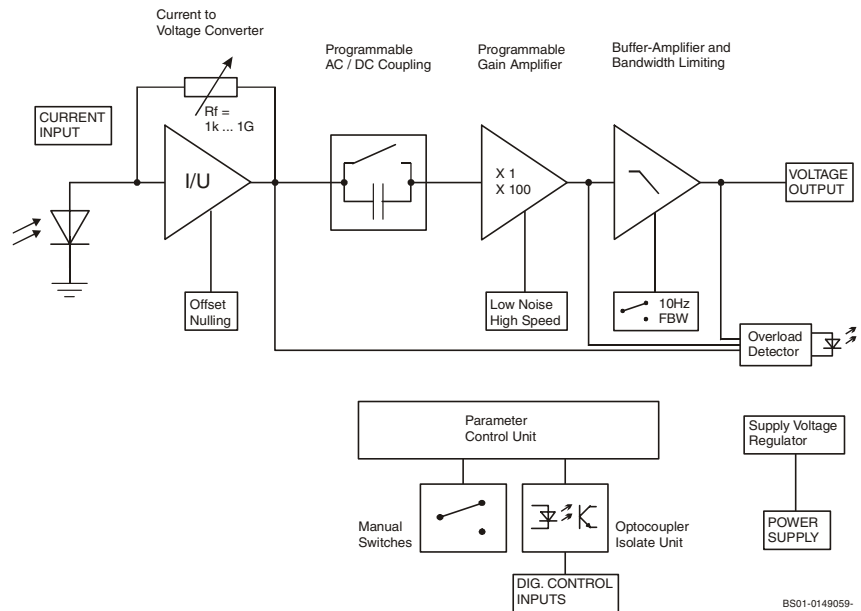 Current to
Voltage Converter
Programmable
AC / DC Coupling
Programmable
Gain Amplifier
Buffer-Amplifier and
Bandwidth Limiting
CURRENT
INPUT
Rf =
1k ... 1G
I/U
X 1
X 100
VOLTAGE
OUTPUT
Offset
Nulling
Low Noise
High Speed
10Hz
FBW
Overload
Detector
Parameter
Control Unit
Supply Voltage
Regulator
Manual
Switches
Optocoupler
Isolate Unit
POWER
SUPPLY
DIG. CONTROL
INPUTS
BS01-0149059-